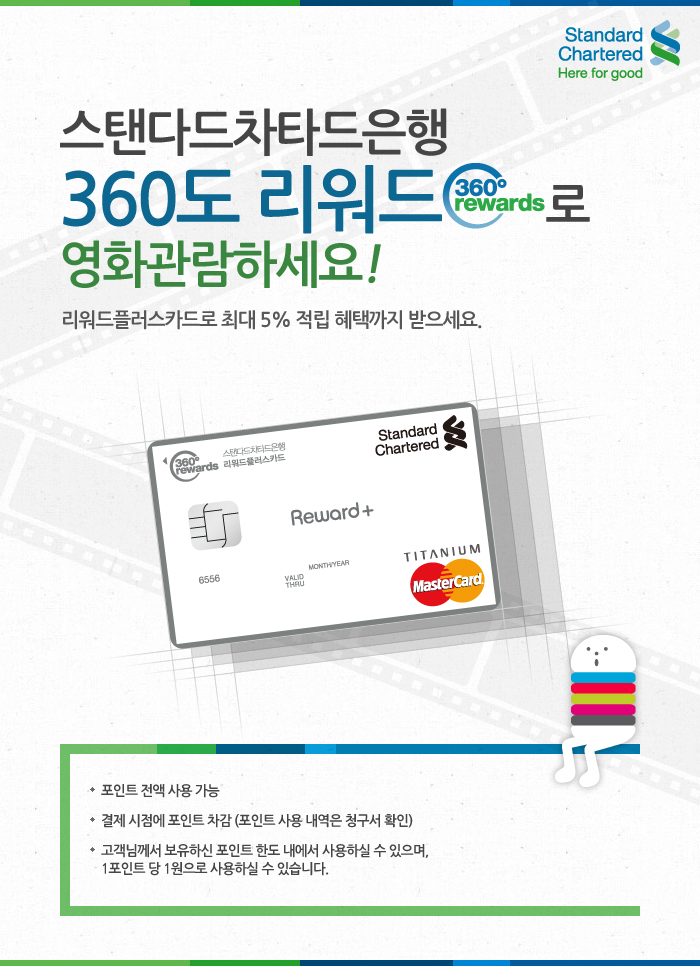 Standard
Chartered
Here for good
스탠다드차타드은행
360도 리워드 360° rewards로
영화관람하세요!
리워드플러스카드로 최대 5% 적립 혜택까지 받으세요.
360° rewards
스탠다드차타드은행
리워드플러스카드
Standard
Chartered
Reward+
6556
MONTH/YEAR
VALID
THRU
TITANIUM
MasterCard
포인트 전액 사용 가능
결제 시점에 포인트 차감 (포인트 사용 내역은 청구서 확인)
고객님께서 보유하신 포인트 한도 내에서 사용하실 수 있으며,
1포인트 당 1원으로 사용하실 수 있습니다.